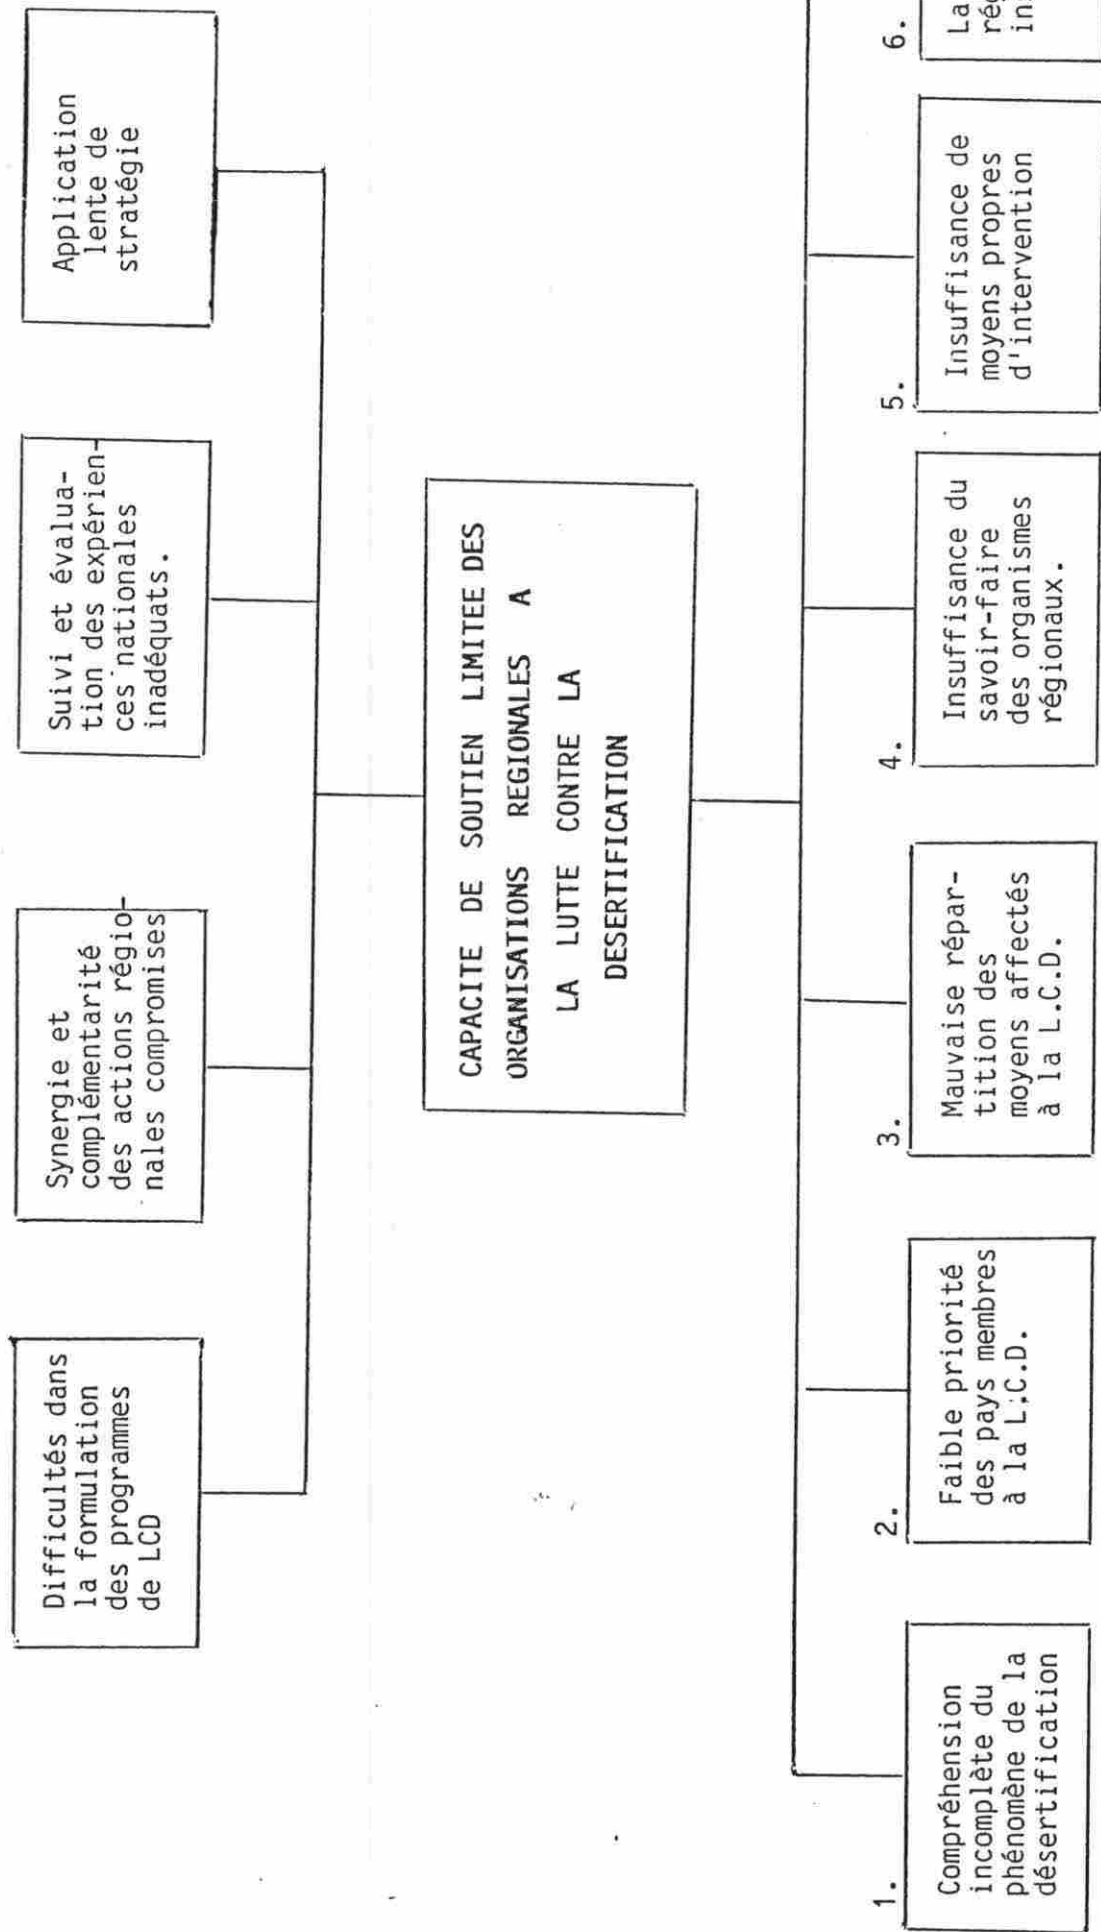 Difficultés dans
la formulation
des programmes
de LCD
Synergie et
complémentarité
des actions régio-
nales compromises
Suivi et évalua-
tion des expérien-
ces nationales
inadéquats.
Application
lente de
stratégie
CAPACITE DE SOUTIEN LIMITEE DES
ORGANISATIONS REGIONALES A
LA LUTTE CONTRE LA
DESERTIFICATION
1.
Compréhension
incomplète du
phénomène de la
désertification
2.
Faible priorité
des pays membres
à la L.C.D.
3.
Mauvaise répar-
tition des
moyens affectés
à la L.C.D.
4.
Insuffisance du
savoir-faire
des organismes
régionaux.
5.
Insuffisance de
moyens propres
d'intervention
6.
La